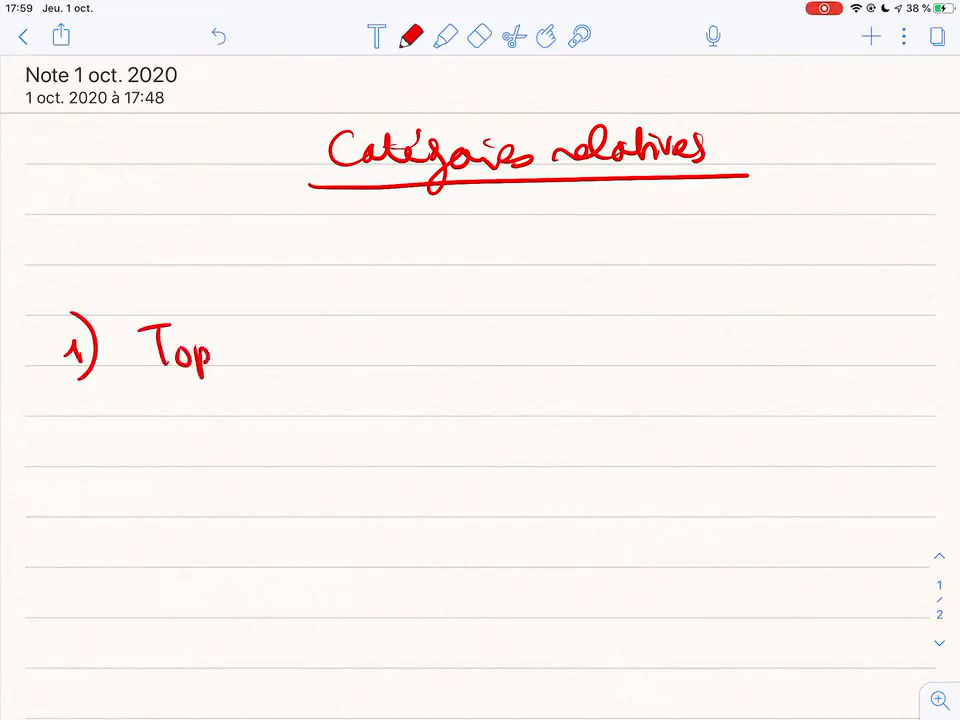 17:59 Jeu. 1 oct. 38 %
T
Note 1 oct. 2020
1 oct. 2020 à 17:48
Catégories relatives
1) Top
1
/
2